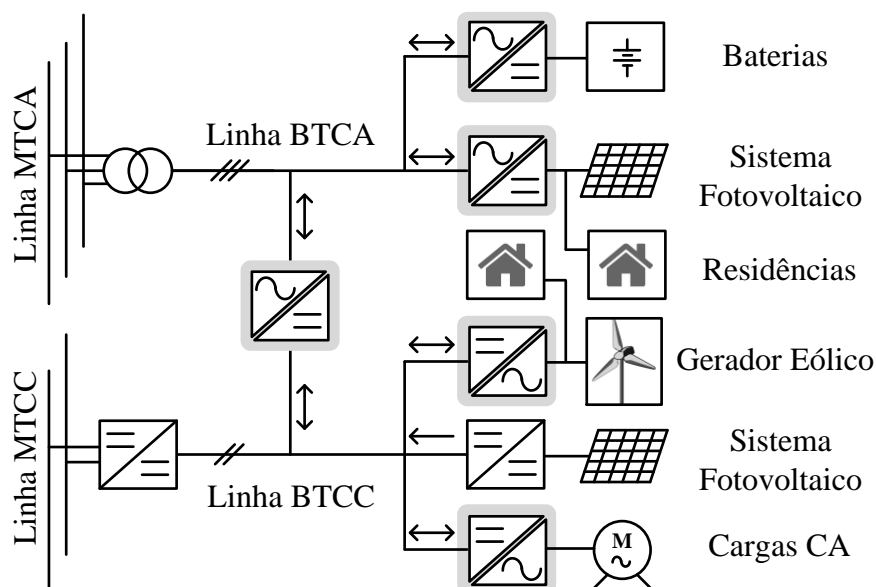 Linha MTCA
Linha BTCA
Baterias
Sistema
Fotovoltaico
Residências
Gerador Eólico
Linha MTCC
Linha BTCC
Sistema
Fotovoltaico
M
Cargas CA